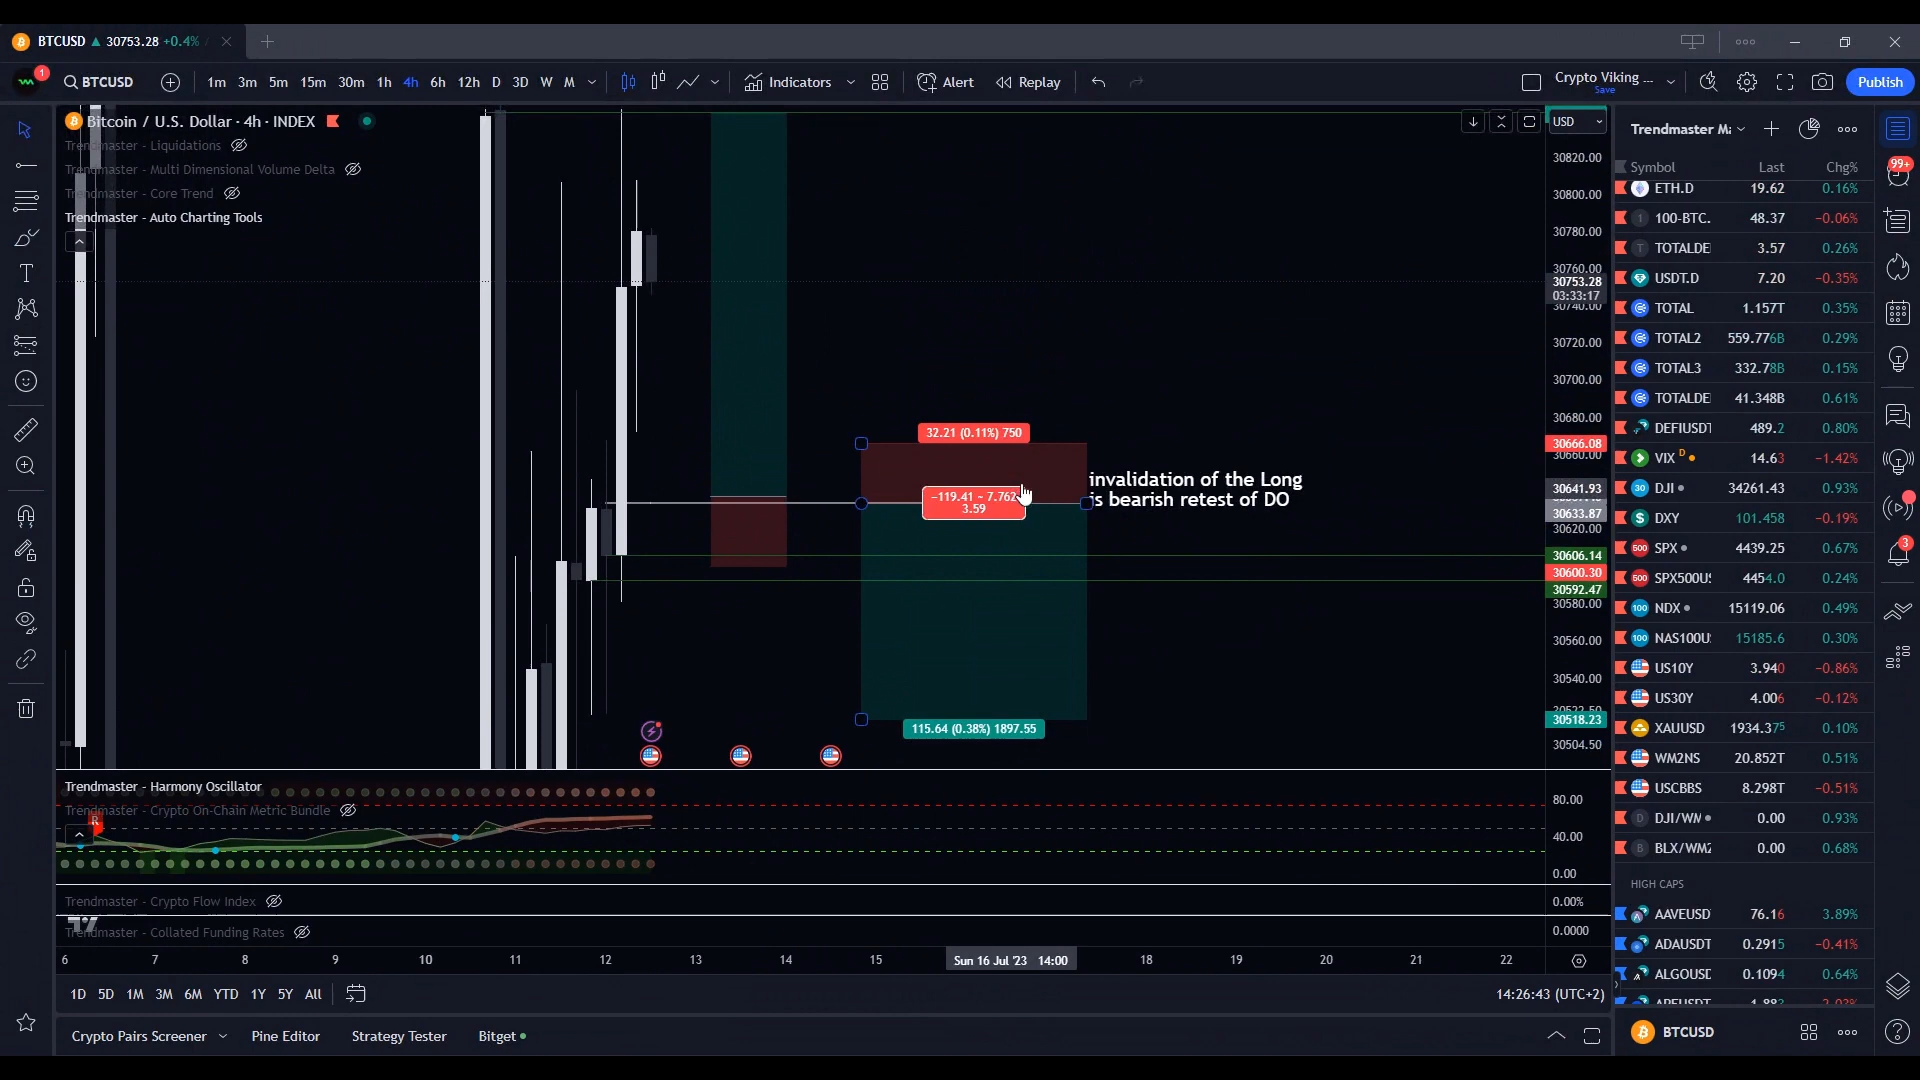 BTCUSD ▲ 30753.28 +0.4% /
1
BTCUSD 1m 3m 5m 15m 30m 1h 4h 6h 12h D 3D W M Indicators Alert Replay Crypto Viking ... Save Publish
Bitcoin / U.S. Dollar · 4h · INDEX
Trendmaster - Liquidations
Trendmaster - Multi Dimensional Volume Delta
Trendmaster - Core Trend
Trendmaster - Auto Charting Tools
32.21 (0.11%) 750
−119.41 − 7.762
3.59
invalidation of the Long
is bearish retest of DO
115.64 (0.38%) 1897.55
USD
30820.00
30800.00
30780.00
30760.00
30753.28
03:33:17
30740.00
30720.00
30700.00
30680.00
30666.08
30660.00
30641.93
30633.87
30620.00
30606.14
30600.30
30592.47
30580.00
30560.00
30540.00
30522.50
30518.23
30504.50
Trendmaster - Harmony Oscillator
Trendmaster - Crypto On-Chain Metric Bundle
R
80.00
40.00
0.00
Trendmaster - Crypto Flow Index
0.00%
Trendmaster - Collated Funding Rates
0.0000
6 7 8 9 10 11 12 13 14 15 Sun 16 Jul '23 14:00 18 19 20 21 22
1D 5D 1M 3M 6M YTD 1Y 5Y All
14:26:43 (UTC+2)
Crypto Pairs Screener Pine Editor Strategy Tester Bitget
Trendmaster Ma
Symbol Last Chg%
ETH.D 19.62 0.16%
100-BTC. 48.37 −0.06%
TOTALDE 3.57 0.26%
USDT.D 7.20 −0.35%
TOTAL 1.157T 0.35%
TOTAL2 559.776B 0.29%
TOTAL3 332.78B 0.15%
TOTALDE 41.348B 0.61%
DEFIUSDT 489.2 0.80%
VIX D 14.63 −1.42%
DJI 34261.43 0.93%
DXY 101.458 −0.19%
SPX 4439.25 0.67%
SPX500US 4454.0 0.24%
NDX 15119.06 0.49%
NAS100US 15185.6 0.30%
US10Y 3.940 −0.86%
US30Y 4.006 −0.12%
XAUUSD 1934.375 0.10%
WM2NS 20.852T 0.51%
USCBBS 8.298T −0.51%
DJI/WM 0.00 0.93%
BLX/WM2 0.00 0.68%
HIGH CAPS
AAVEUSD 76.16 3.89%
ADAUSDT 0.2915 −0.41%
ALGOUSD 0.1094 0.64%
BTCUSD
99+
3